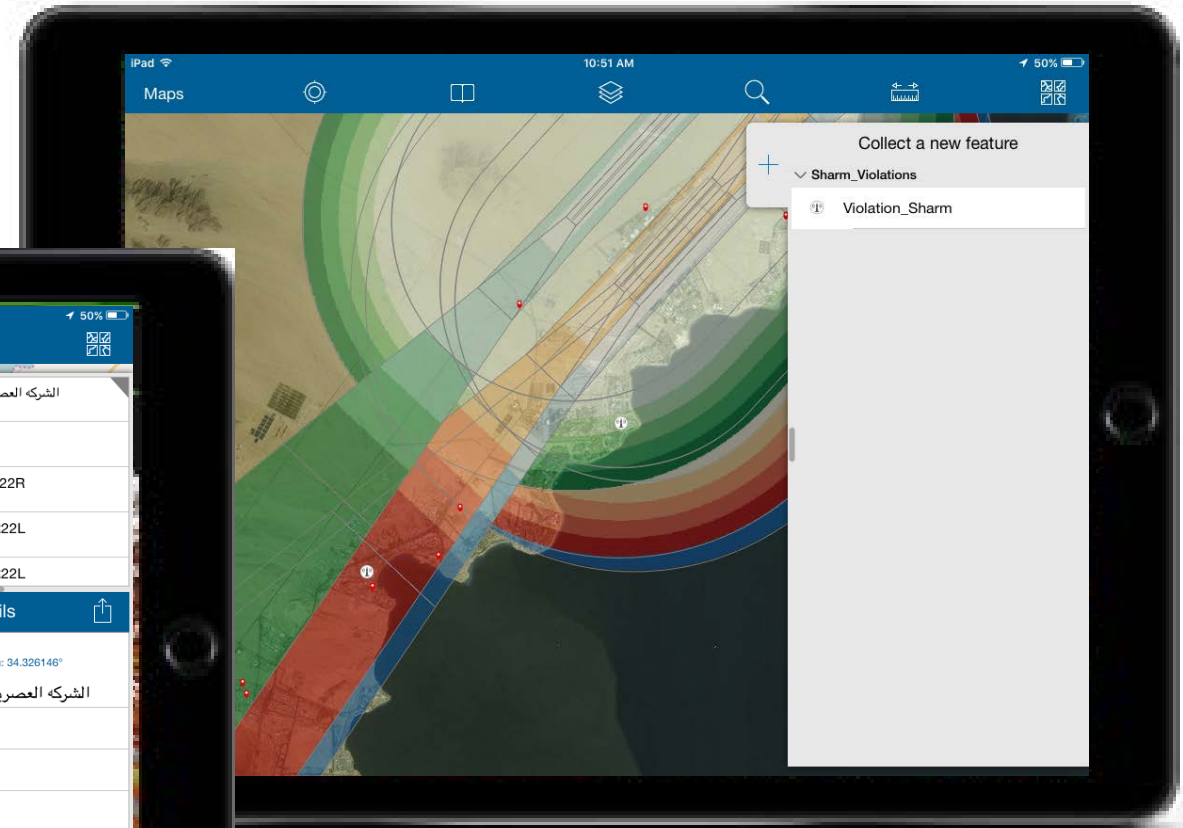 iPad 10:51 AM 50%
Maps
Collect a new feature
Sharm_Violations
Violation_Sharm
50%
الشركه العصر
22R
22L
22L
ils
: 34.326146°
الشركه العصر